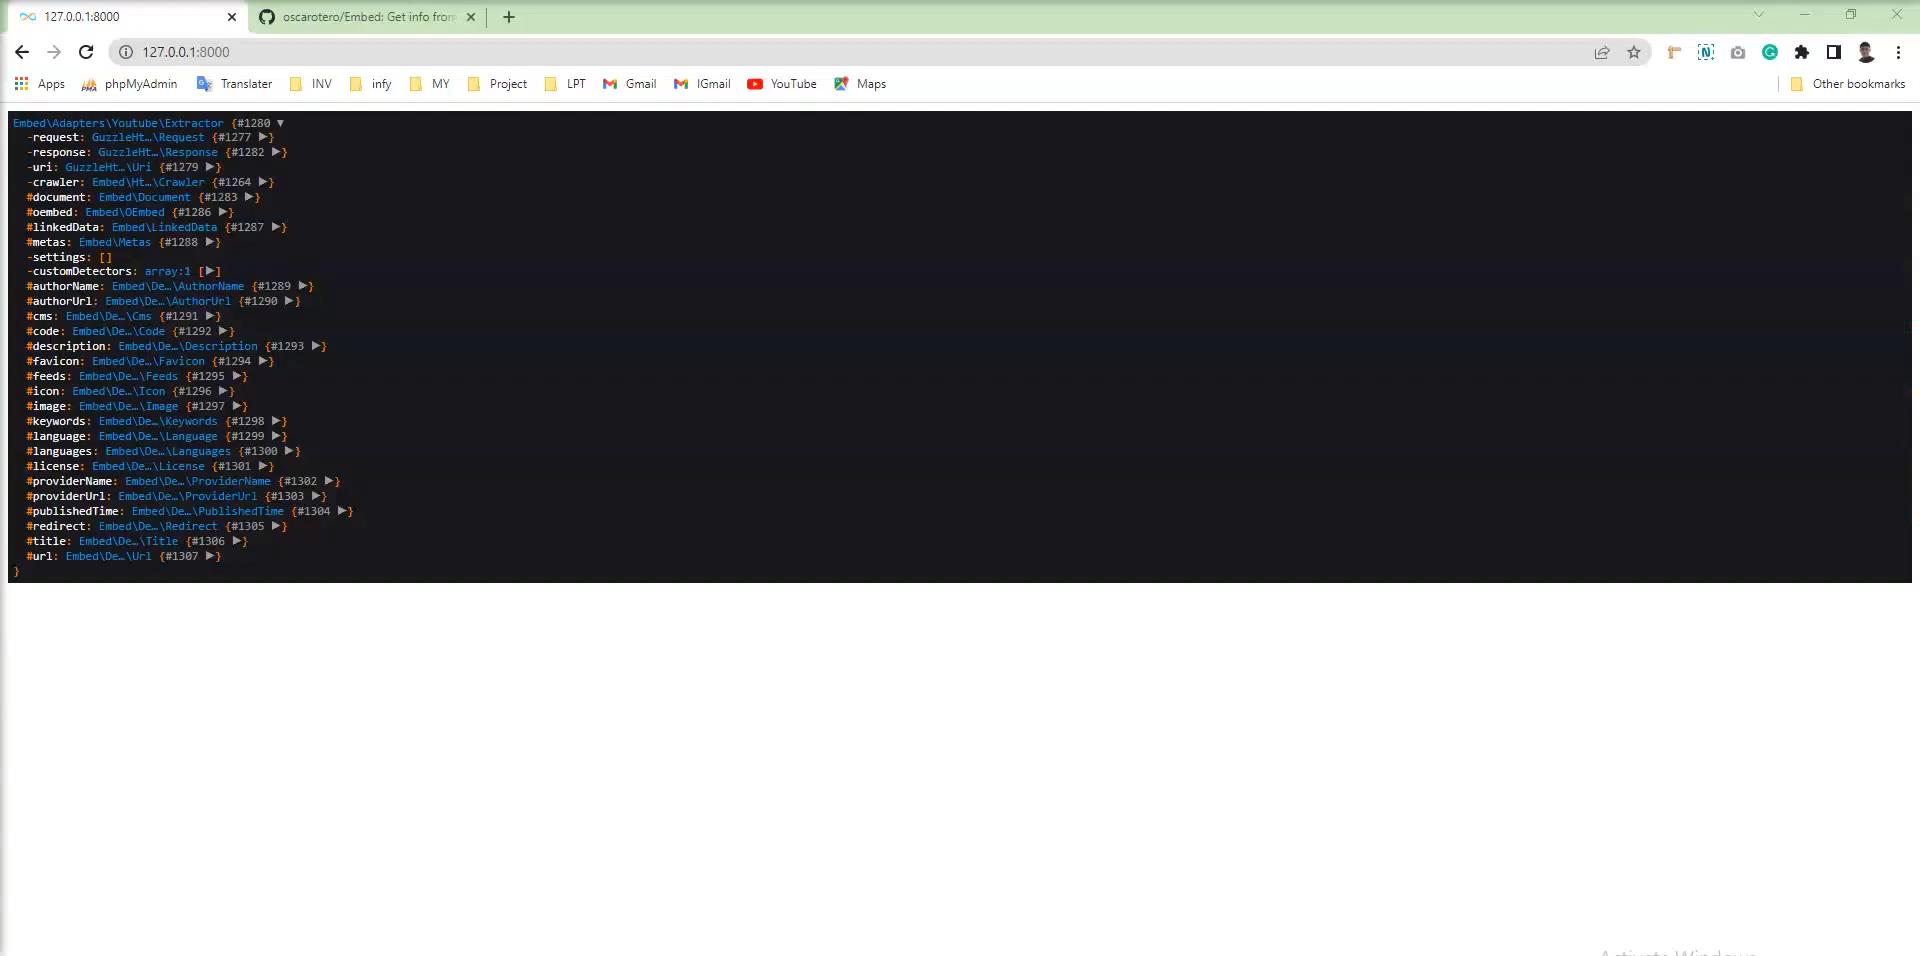 127.0.0.1:8000
oscarotero/Embed: Get info from
127.0.0.1:8000
Apps phpMyAdmin Translater INV infy MY Project LPT Gmail IGmail YouTube Maps Other bookmarks
Embed\Adapters\Youtube\Extractor {#1280 ▼
-request: GuzzleHt…\Request {#1277 ▶}
-response: GuzzleHt…\Response {#1282 ▶}
-uri: GuzzleHt…\Uri {#1279 ▶}
-crawler: Embed\Ht…\Crawler {#1264 ▶}
#document: Embed\Document {#1283 ▶}
#oembed: Embed\OEmbed {#1286 ▶}
#linkedData: Embed\LinkedData {#1287 ▶}
#metas: Embed\Metas {#1288 ▶}
-settings: []
-customDetectors: array:1 [▶]
#authorName: Embed\De…\AuthorName {#1289 ▶}
#authorUrl: Embed\De…\AuthorUrl {#1290 ▶}
#cms: Embed\De…\Cms {#1291 ▶}
#code: Embed\De…\Code {#1292 ▶}
#description: Embed\De…\Description {#1293 ▶}
#favicon: Embed\De…\Favicon {#1294 ▶}
#feeds: Embed\De…\Feeds {#1295 ▶}
#icon: Embed\De…\Icon {#1296 ▶}
#image: Embed\De…\Image {#1297 ▶}
#keywords: Embed\De…\Keywords {#1298 ▶}
#language: Embed\De…\Language {#1299 ▶}
#languages: Embed\De…\Languages {#1300 ▶}
#license: Embed\De…\License {#1301 ▶}
#providerName: Embed\De…\ProviderName {#1302 ▶}
#providerUrl: Embed\De…\ProviderUrl {#1303 ▶}
#publishedTime: Embed\De…\PublishedTime {#1304 ▶}
#redirect: Embed\De…\Redirect {#1305 ▶}
#title: Embed\De…\Title {#1306 ▶}
#url: Embed\De…\Url {#1307 ▶}
}
Activate Windows